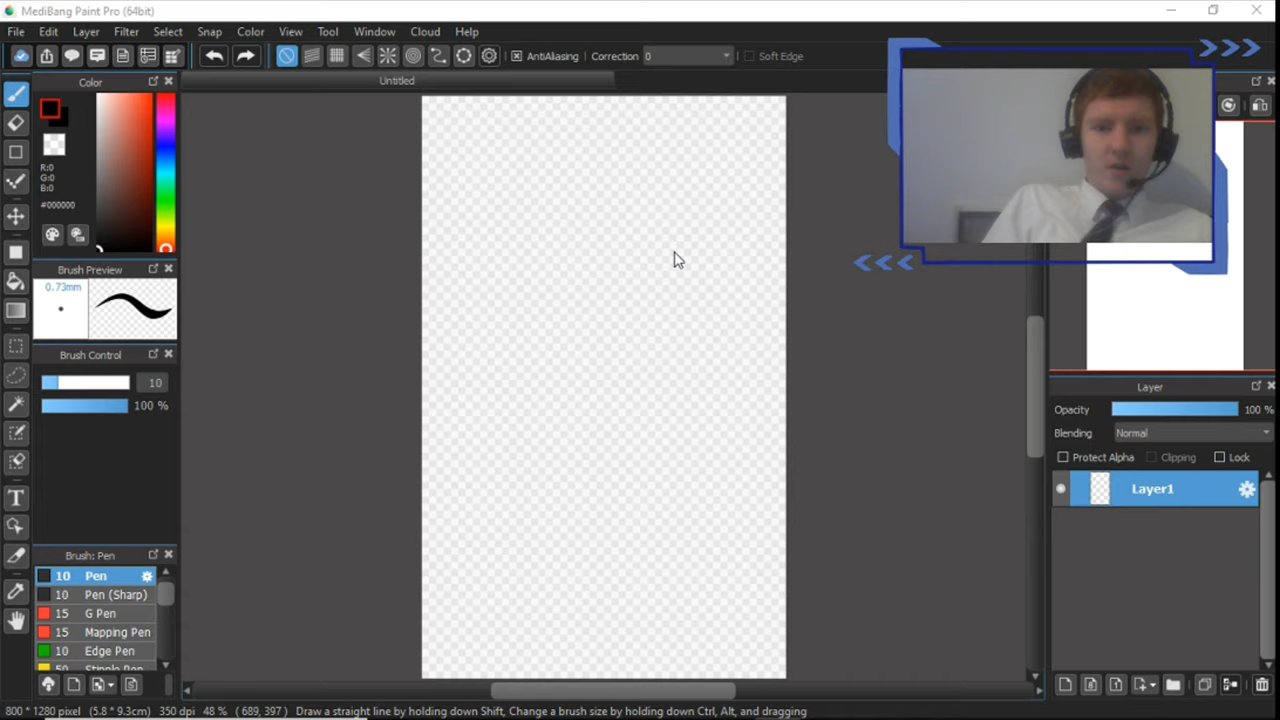 MediBang Paint Pro (64bit)
File Edit Layer Filter Select Snap Color View Tool Window Cloud Help
AntiAliasing Correction 0 Soft Edge
Color
Untitled
R:0
G:0
B:0
#000000
Brush Preview
0.73mm
Brush Control
10
100 %
Layer
Opacity 100 %
Blending Normal
Protect Alpha Clipping Lock
Layer1
T
Brush: Pen
10 Pen
10 Pen (Sharp)
15 G Pen
15 Mapping Pen
10 Edge Pen
50 Stipple Pen
800 * 1280 pixel (5.8 * 9.3cm) 350 dpi 48 % ( 689, 397 ) Draw a straight line by holding down Shift, Change a brush size by holding down Ctrl, Alt, and dragging